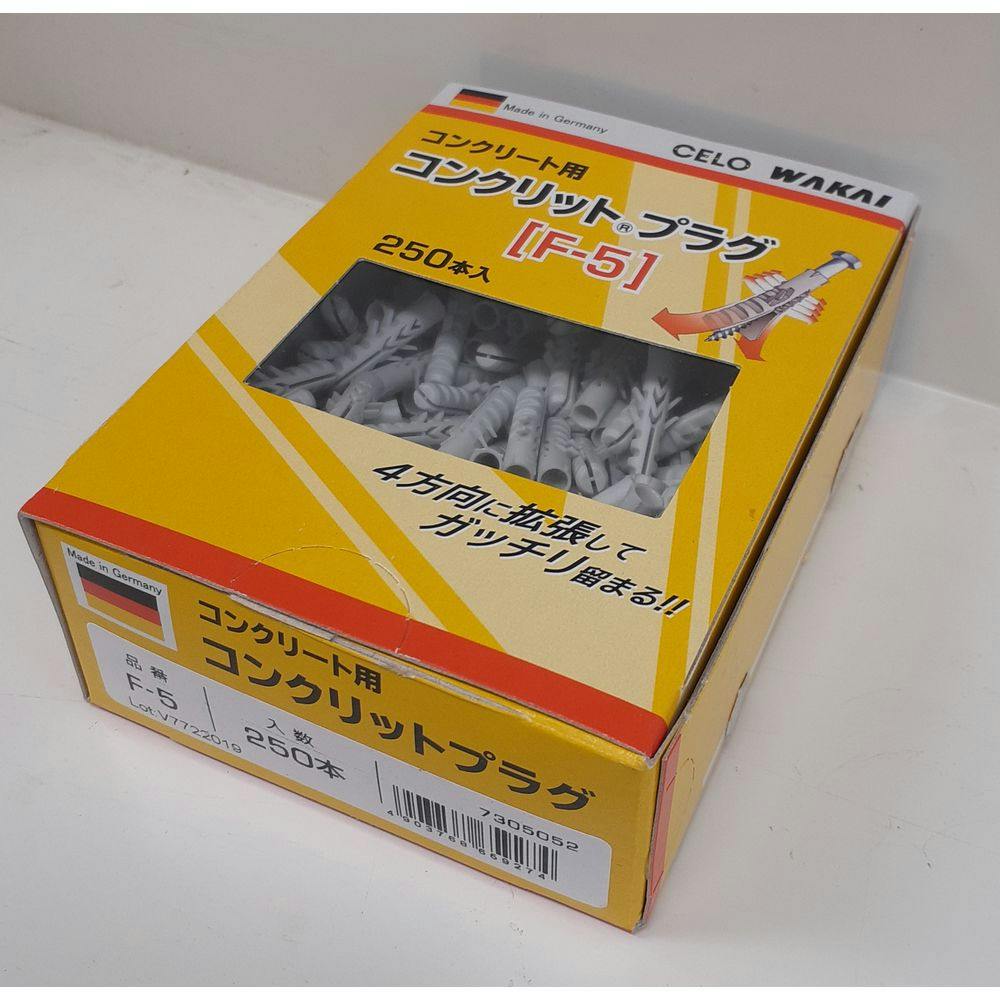 Made in Germany
CELO WAKAI
コンクリート用
コンクリット®プラグ
[F-5]
250本入
4方向に拡張して
ガッチリ留まる!!
Made in Germany
コンクリート用
コンクリットプラグ
品番
F-5
Lot:V7722019
入数
250本
7305052
4903768669274